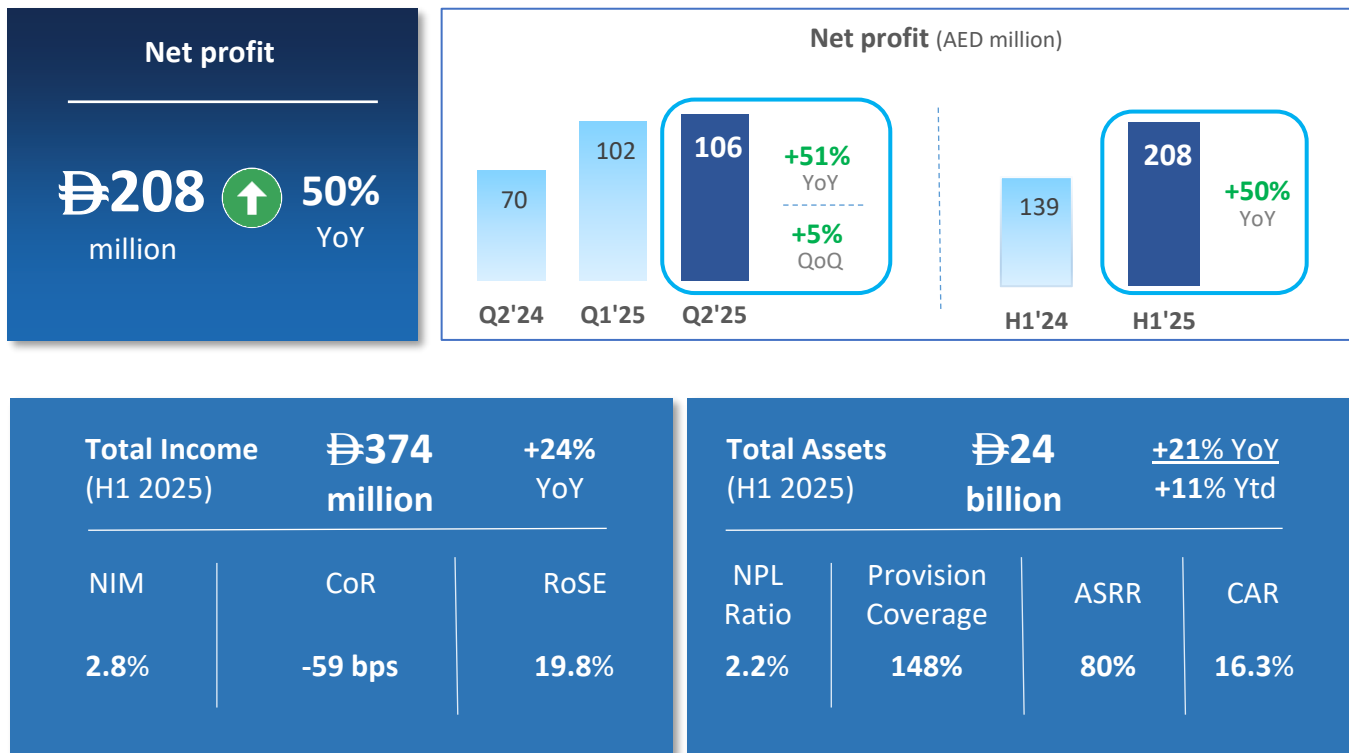 Net profit
Ð208
50%
million
YoY
Net profit (AED million)
70
102
106
+51%
YoY
+5%
QoQ
Q2'24
Q1'25
Q2'25
139
208
+50%
YoY
H1'24
H1'25
Total Income
(H1 2025)
Ð374
million
+24%
YoY
NIM
CoR
RoSE
2.8%
-59 bps
19.8%
Total Assets
(H1 2025)
Ð24
billion
+21% YoY
+11% Ytd
NPL
Ratio
Provision
Coverage
ASRR
CAR
2.2%
148%
80%
16.3%